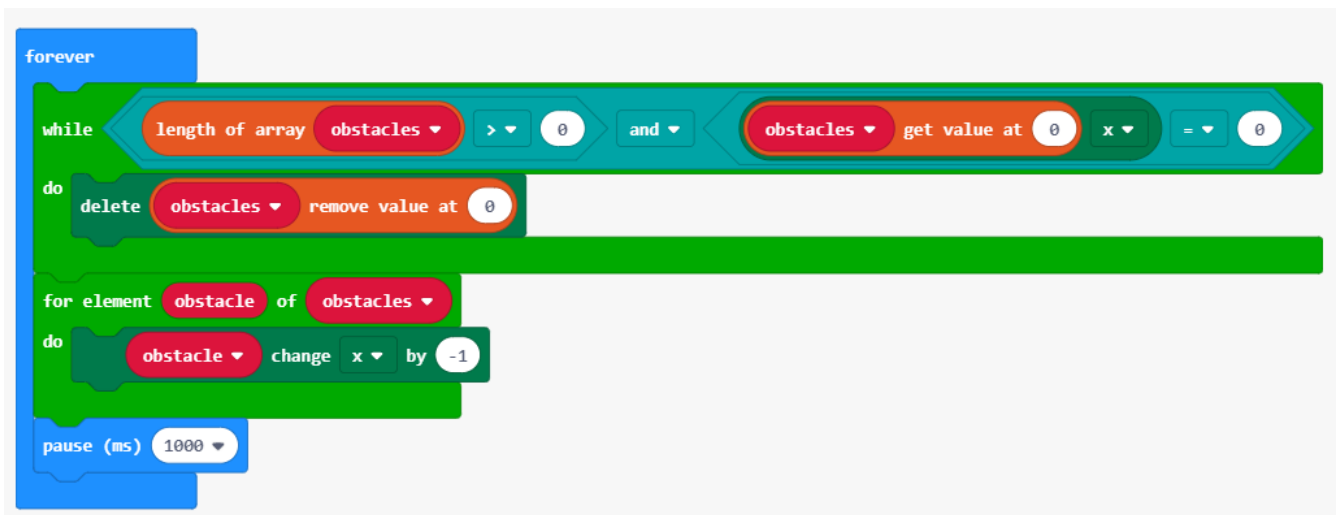 forever
while length of array obstacles > 0 and obstacles get value at 0 x = 0
do
delete obstacles remove value at 0
for element obstacle of obstacles
do
obstacle change x by -1
pause (ms) 1000